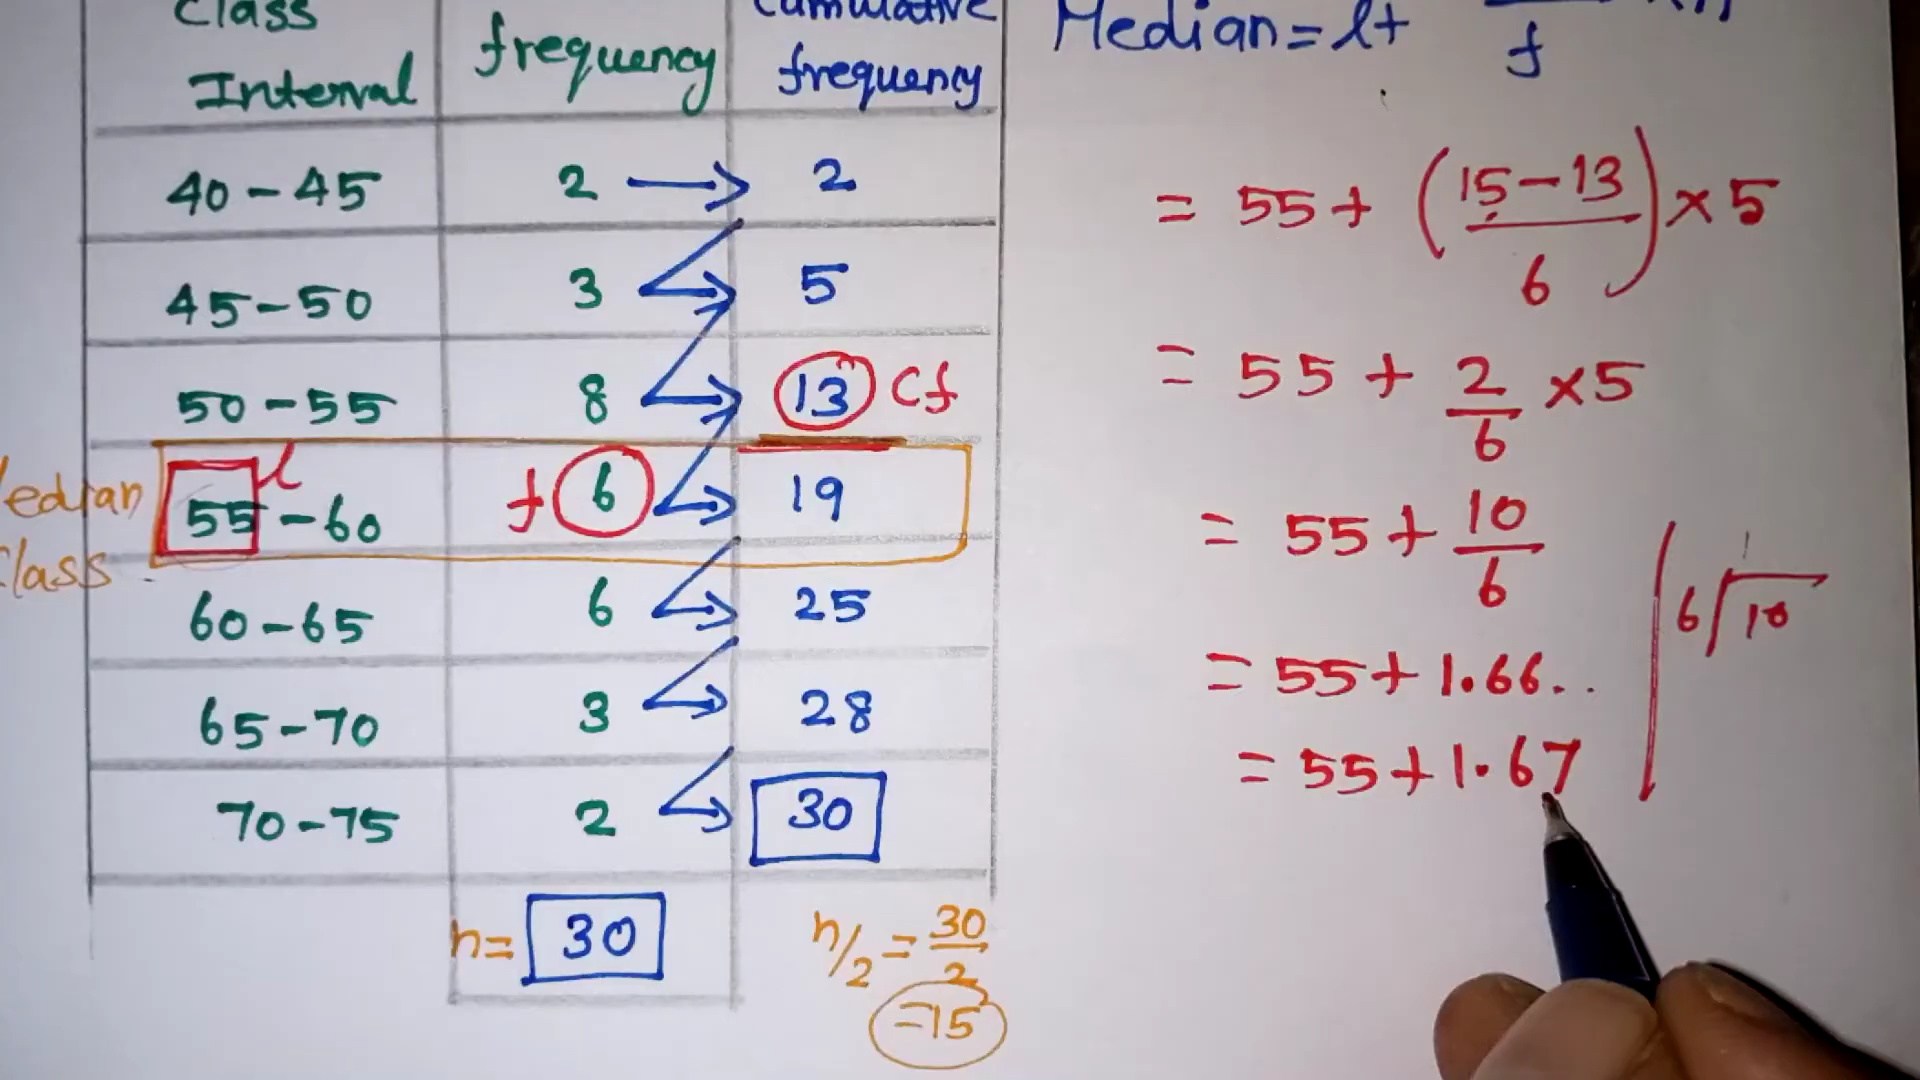 Class Interval frequency Cumulative frequency
40-45 2 2
45-50 3 5
50-55 8 13 Cf
Median Class l 55-60 f 6 19
60-65 6 25
65-70 3 28
70-75 2 30
n= 30 n/2 = 30/2
=15
Median = l+ f
= 55 + (15-13/6) ×5
= 55 + 2/6 ×5
= 55 + 10/6
= 55+ 1.66..
= 55+1.67
1
6 10